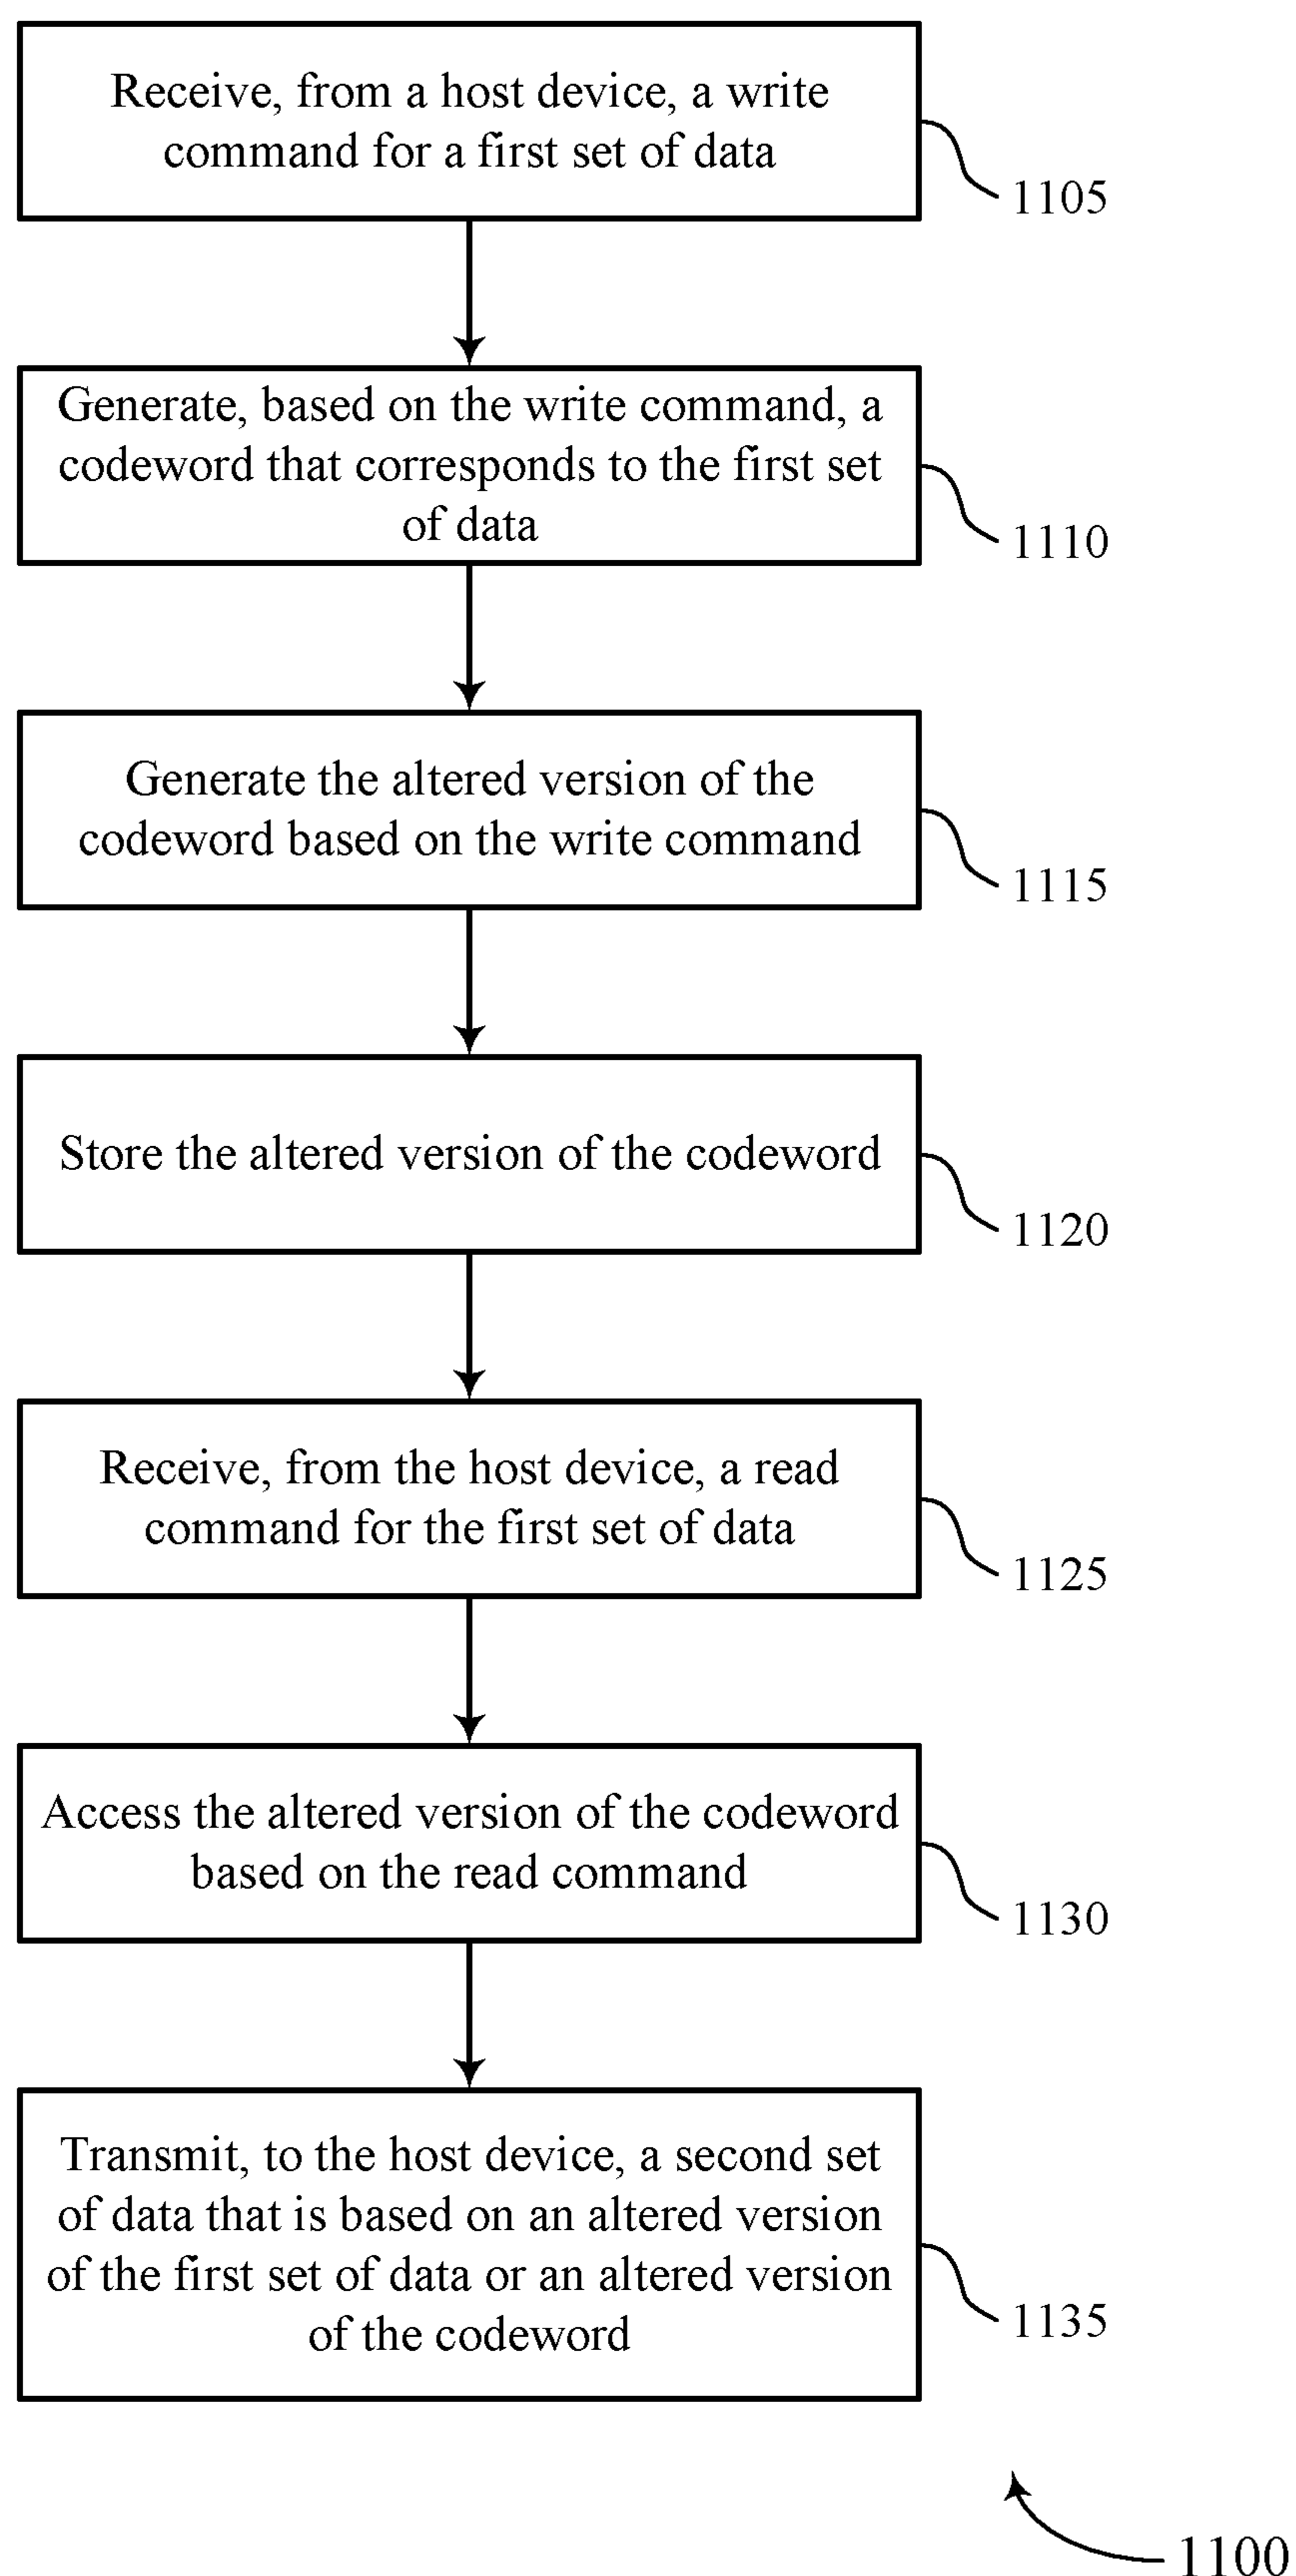 Receive, from a host device, a write
command for a first set of data
1105
Generate, based on the write command, a
codeword that corresponds to the first set
of data
1110
Generate the altered version of the
codeword based on the write command
1115
Store the altered version of the codeword
1120
Receive, from the host device, a read
command for the first set of data
1125
Access the altered version of the codeword
based on the read command
1130
Transmit, to the host device, a second set
of data that is based on an altered version
of the first set of data or an altered version
of the codeword
1135
1100